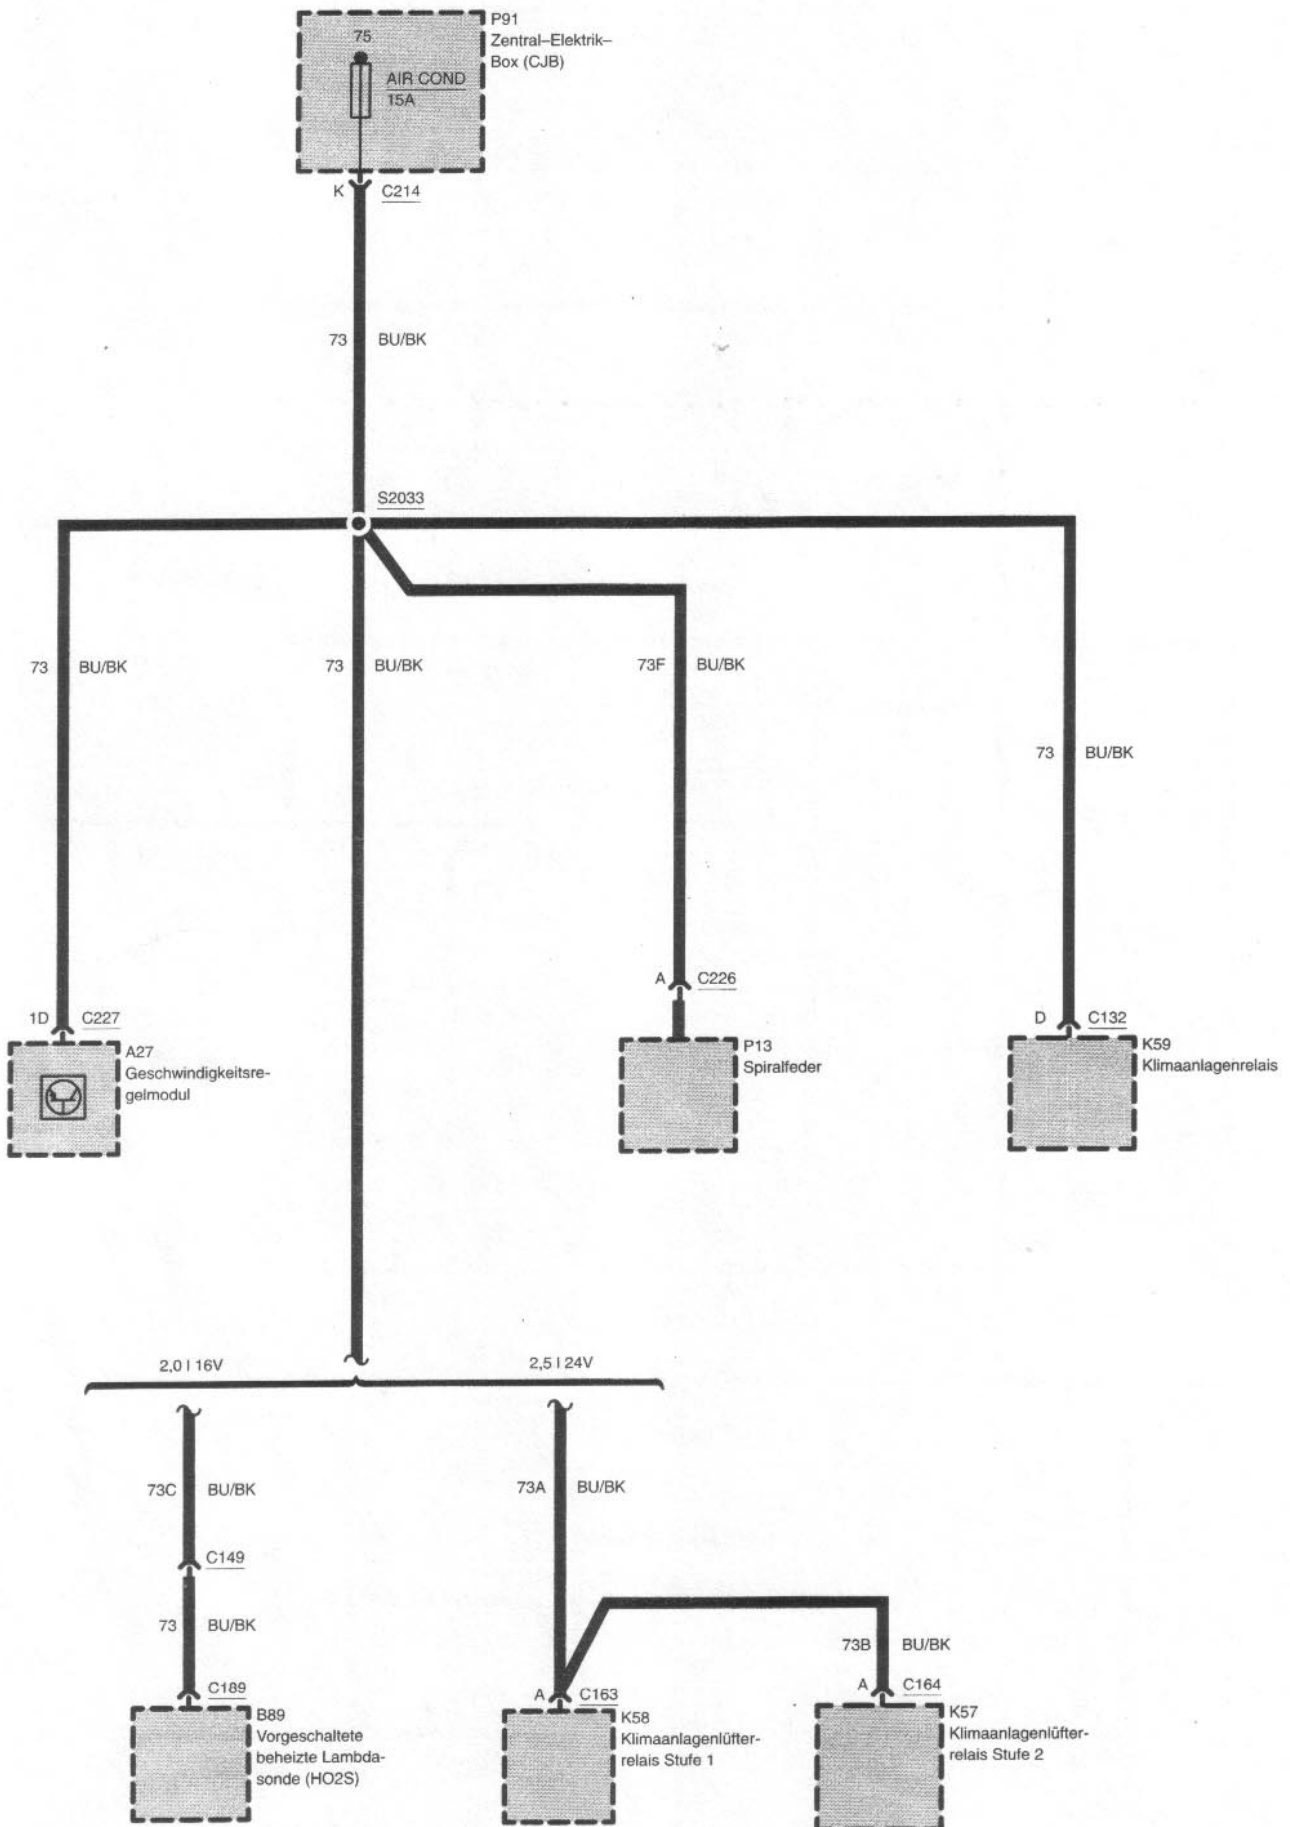 P91
Zentral–Elektrik–
Box (CJB)
75
AIR COND
15A
K C214
73 BU/BK
S2033
73 BU/BK
73 BU/BK
73F BU/BK
73 BU/BK
A C226
1D C227
D C132
A27
Geschwindigkeitsre-
gelmodul
P13
Spiralfeder
K59
Klimaanlagenrelais
2,0 l 16V
2,5 l 24V
73C BU/BK
73A BU/BK
C149
73 BU/BK
73B BU/BK
C189
A C163
A C164
B89
Vorgeschaltete
beheizte Lambda-
sonde (HO2S)
K58
Klimaanlagenlüfter-
relais Stufe 1
K57
Klimaanlagenlüfter-
relais Stufe 2